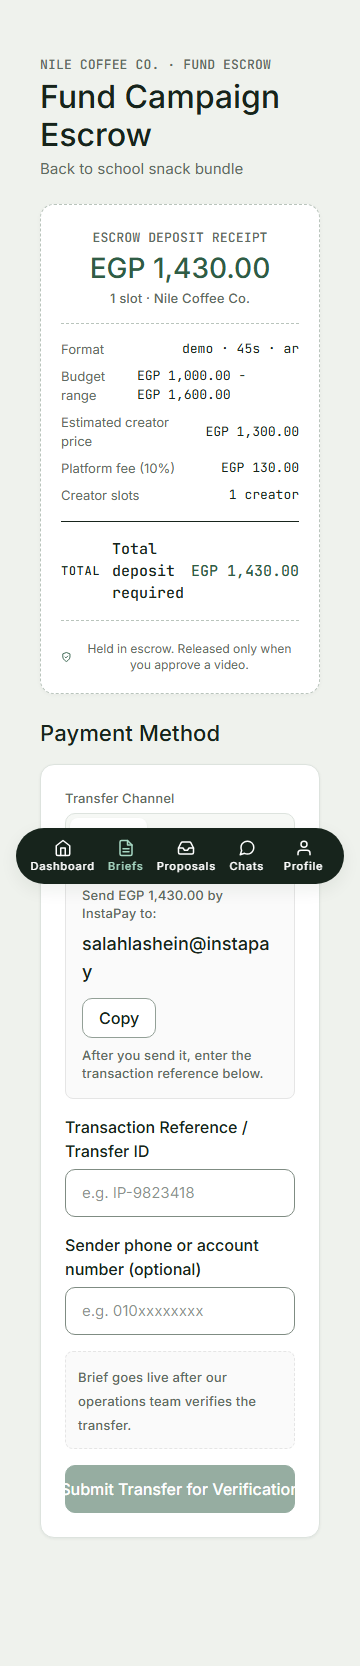 NILE COFFEE CO. · FUND ESCROW
Fund Campaign
Escrow
Back to school snack bundle
ESCROW DEPOSIT RECEIPT
EGP 1,430.00
1 slot · Nile Coffee Co.
Format demo · 45s · ar
Budget range EGP 1,000.00 - EGP 1,600.00
Estimated creator price EGP 1,300.00
Platform fee (10%) EGP 130.00
Creator slots 1 creator
TOTAL Total deposit required EGP 1,430.00
Held in escrow. Released only when
you approve a video.
Payment Method
Transfer Channel
Dashboard Briefs Proposals Chats Profile
Send EGP 1,430.00 by
InstaPay to:
salahlashein@instapa
y
Copy
After you send it, enter the
transaction reference below.
Transaction Reference /
Transfer ID
e.g. IP-9823418
Sender phone or account
number (optional)
e.g. 010xxxxxxxx
Brief goes live after our
operations team verifies the
transfer.
Submit Transfer for Verification